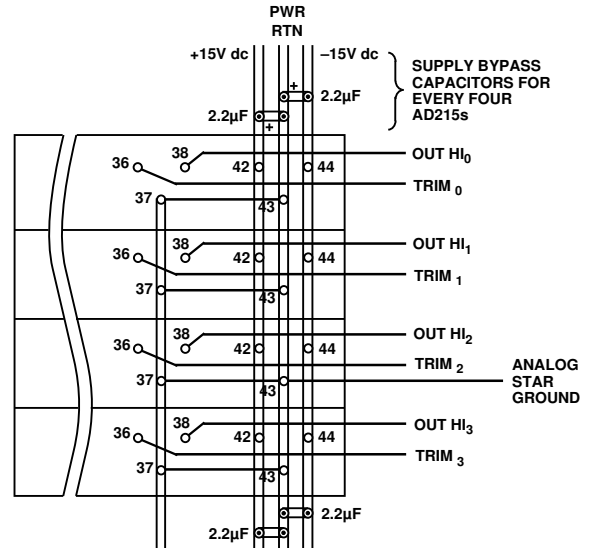 PWR
RTN
+15V dc
–15V dc
+
2.2µF
2.2µF
+
SUPPLY BYPASS
CAPACITORS FOR
EVERY FOUR
AD215s
36
38
42
44
OUT HI0
TRIM 0
37
43
36
38
42
44
OUT HI1
TRIM 1
37
43
36
38
42
44
OUT HI2
TRIM 2
37
43
ANALOG
STAR
GROUND
36
38
42
44
OUT HI3
TRIM 3
37
43
2.2µF
2.2µF